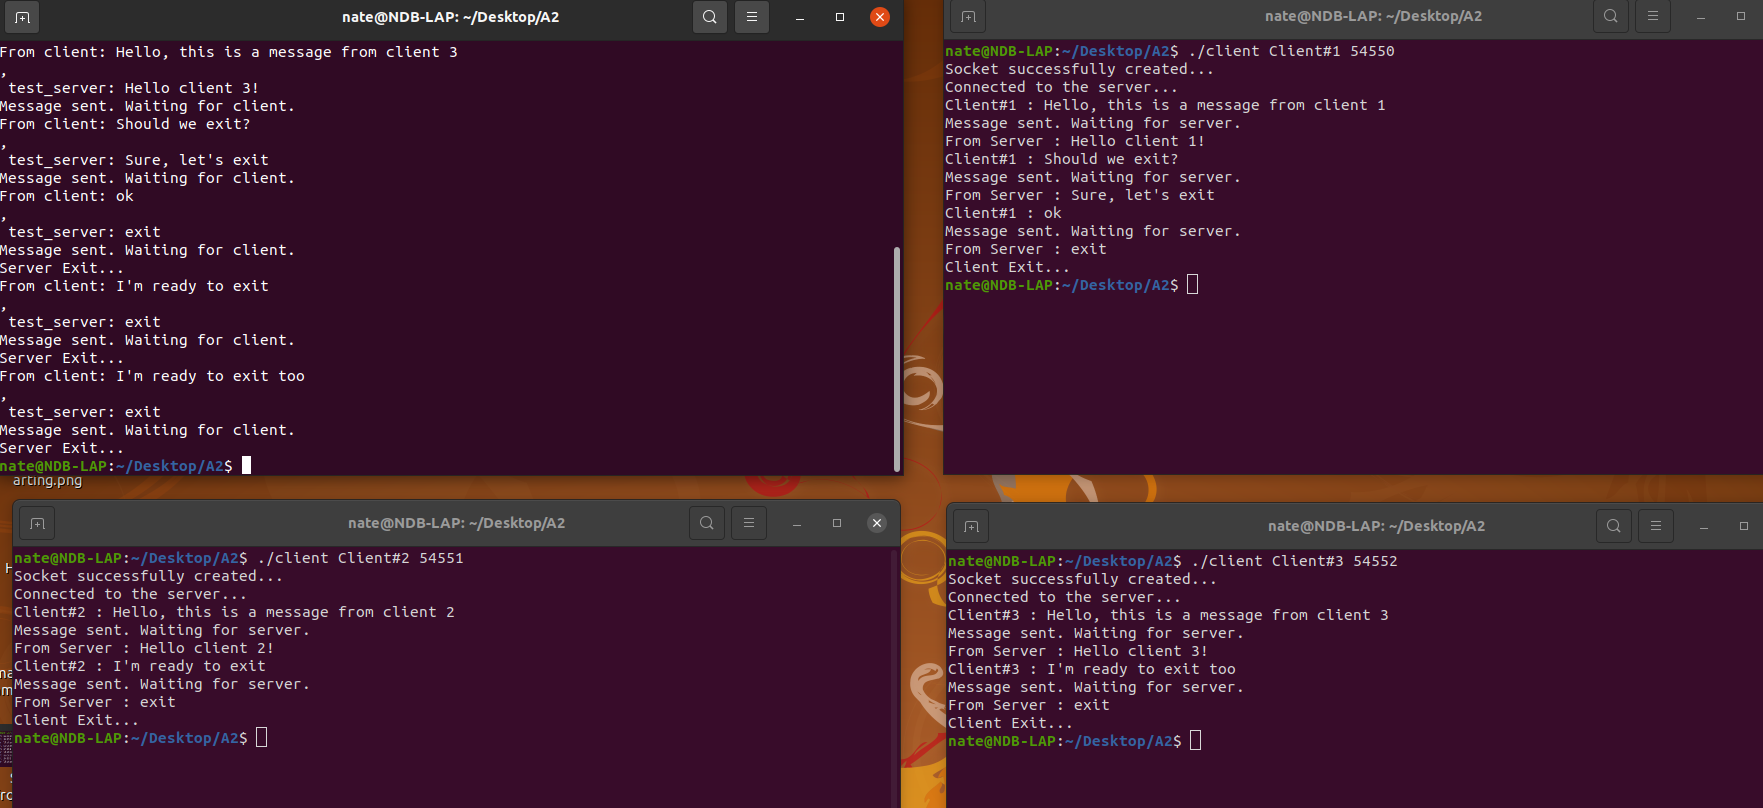 nate@NDB-LAP: ~/Desktop/A2
From client: Hello, this is a message from client 3
,
test_server: Hello client 3!
Message sent. Waiting for client.
From client: Should we exit?
,
test_server: Sure, let's exit
Message sent. Waiting for client.
From client: ok
,
test_server: exit
Message sent. Waiting for client.
Server Exit...
From client: I'm ready to exit
,
test_server: exit
Message sent. Waiting for client.
Server Exit...
From client: I'm ready to exit too
,
test_server: exit
Message sent. Waiting for client.
Server Exit...
nate@NDB-LAP:~/Desktop/A2$
arting.png
nate@NDB-LAP: ~/Desktop/A2
nate@NDB-LAP:~/Desktop/A2$ ./client Client#1 54550
Socket successfully created...
Connected to the server...
Client#1 : Hello, this is a message from client 1
Message sent. Waiting for server.
From Server : Hello client 1!
Client#1 : Should we exit?
Message sent. Waiting for server.
From Server : Sure, let's exit
Client#1 : ok
Message sent. Waiting for server.
From Server : exit
Client Exit...
nate@NDB-LAP:~/Desktop/A2$
nate@NDB-LAP: ~/Desktop/A2
nate@NDB-LAP:~/Desktop/A2$ ./client Client#2 54551
Socket successfully created...
Connected to the server...
Client#2 : Hello, this is a message from client 2
Message sent. Waiting for server.
From Server : Hello client 2!
Client#2 : I'm ready to exit
Message sent. Waiting for server.
From Server : exit
Client Exit...
nate@NDB-LAP:~/Desktop/A2$
nate@NDB-LAP: ~/Desktop/A2
nate@NDB-LAP:~/Desktop/A2$ ./client Client#3 54552
Socket successfully created...
Connected to the server...
Client#3 : Hello, this is a message from client 3
Message sent. Waiting for server.
From Server : Hello client 3!
Client#3 : I'm ready to exit too
Message sent. Waiting for server.
From Server : exit
Client Exit...
nate@NDB-LAP:~/Desktop/A2$